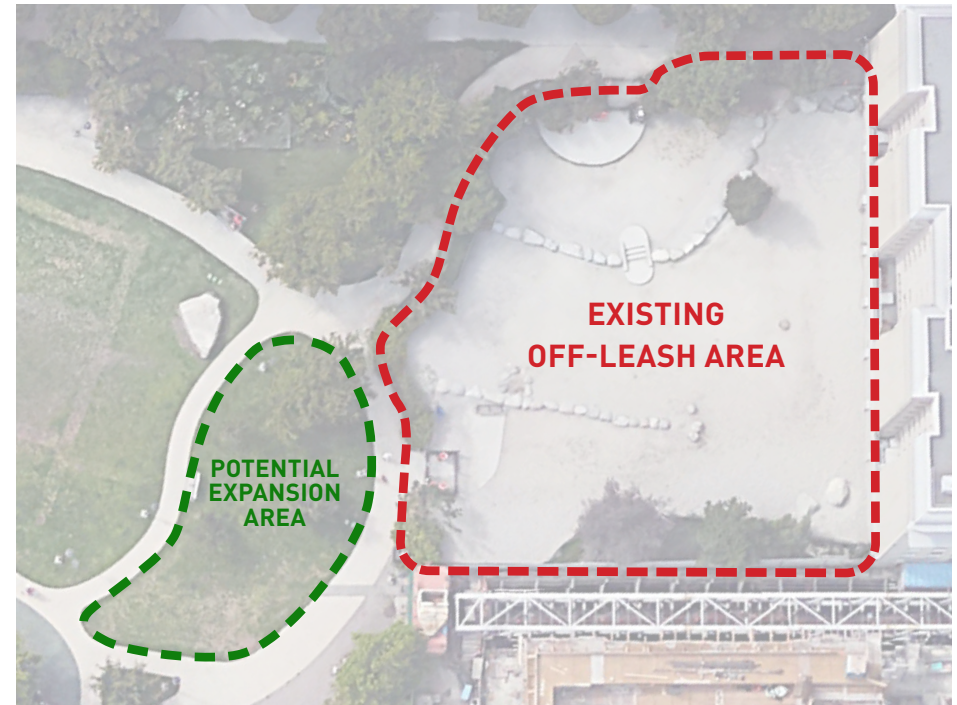 EXISTING
OFF-LEASH AREA
POTENTIAL
EXPANSION
AREA